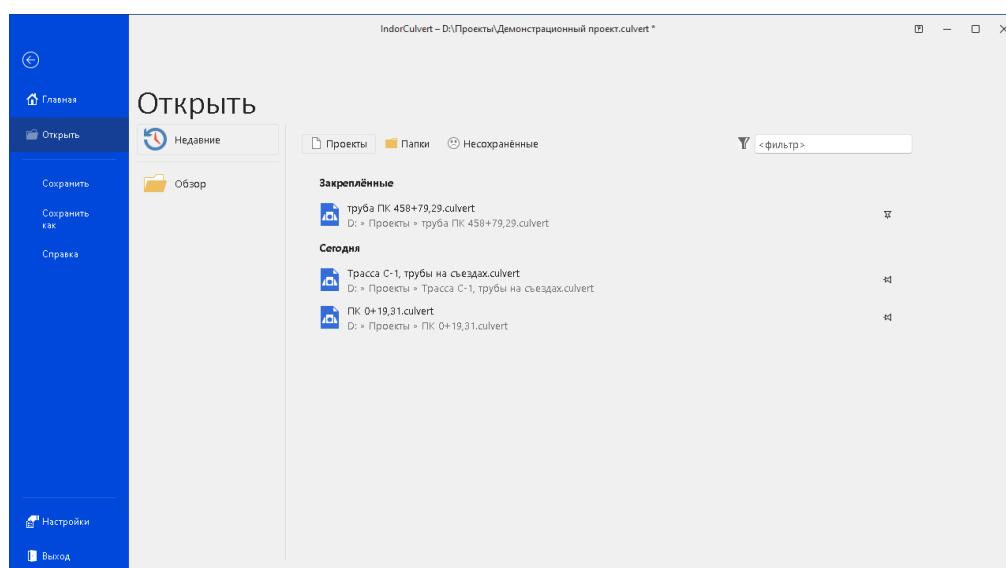 IndorCulvert – D:\Проекты\Демонстрационный проект.culvert *
Главная
Открыть
Сохранить
Сохранить
как
Справка
Настройки
Выход
Открыть
Недавние
Обзор
Проекты
Папки
Несохранённые
<фильтр>
Закреплённые
труба ПК 458+79,29.culvert
D: » Проекты » труба ПК 458+79,29.culvert
Сегодня
Трасса С-1, трубы на съездах.culvert
D: » Проекты » Трасса С-1, трубы на съездах.culvert
ПК 0+19,31.culvert
D: » Проекты » ПК 0+19,31.culvert